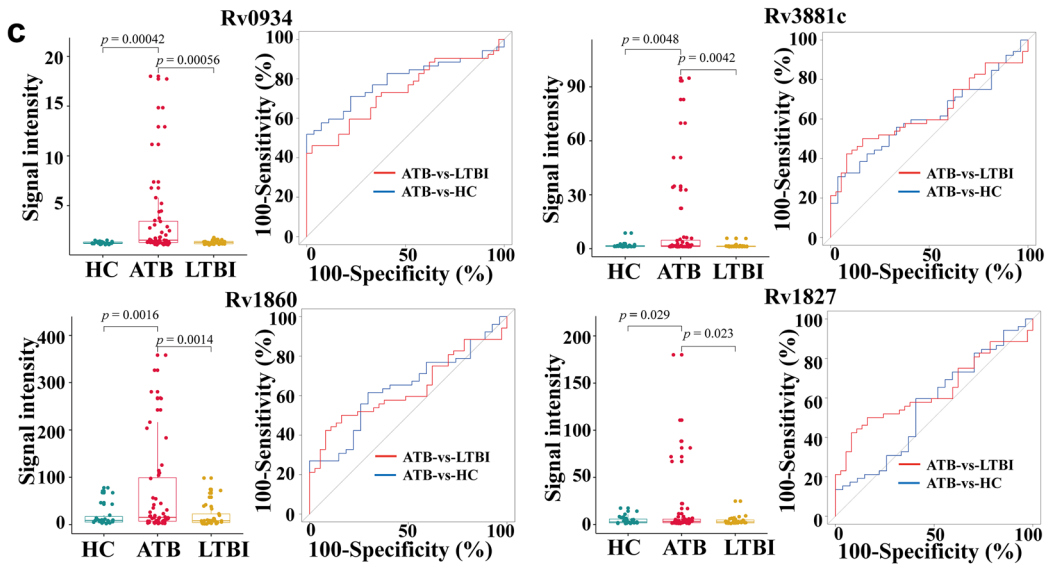 c
Rv0934
p = 0.00042
p = 0.00056
Signal intensity
20
15
10
5
HC ATB LTBI
100-Sensitivity (%)
100
80
60
40
20
0
ATB-vs-LTBI
ATB-vs-HC
0 50 100
100-Specificity (%)
Rv3881c
p = 0.0048
p = 0.0042
Signal intensity
90
60
30
0
HC ATB LTBI
100-Sensitivity (%)
100
80
60
40
20
0
ATB-vs-LTBI
ATB-vs-HC
0 50 100
100-Specificity (%)
Rv1860
p = 0.0016
p = 0.0014
Signal intensity
400
300
200
100
0
HC ATB LTBI
100-Sensitivity (%)
100
80
60
40
20
0
ATB-vs-LTBI
ATB-vs-HC
0 50 100
100-Specificity (%)
Rv1827
p = 0.029
p = 0.023
Signal intensity
200
150
100
50
0
HC ATB LTBI
100-Sensitivity (%)
100
80
60
40
20
0
ATB-vs-LTBI
ATB-vs-HC
0 50 100
100-Specificity (%)